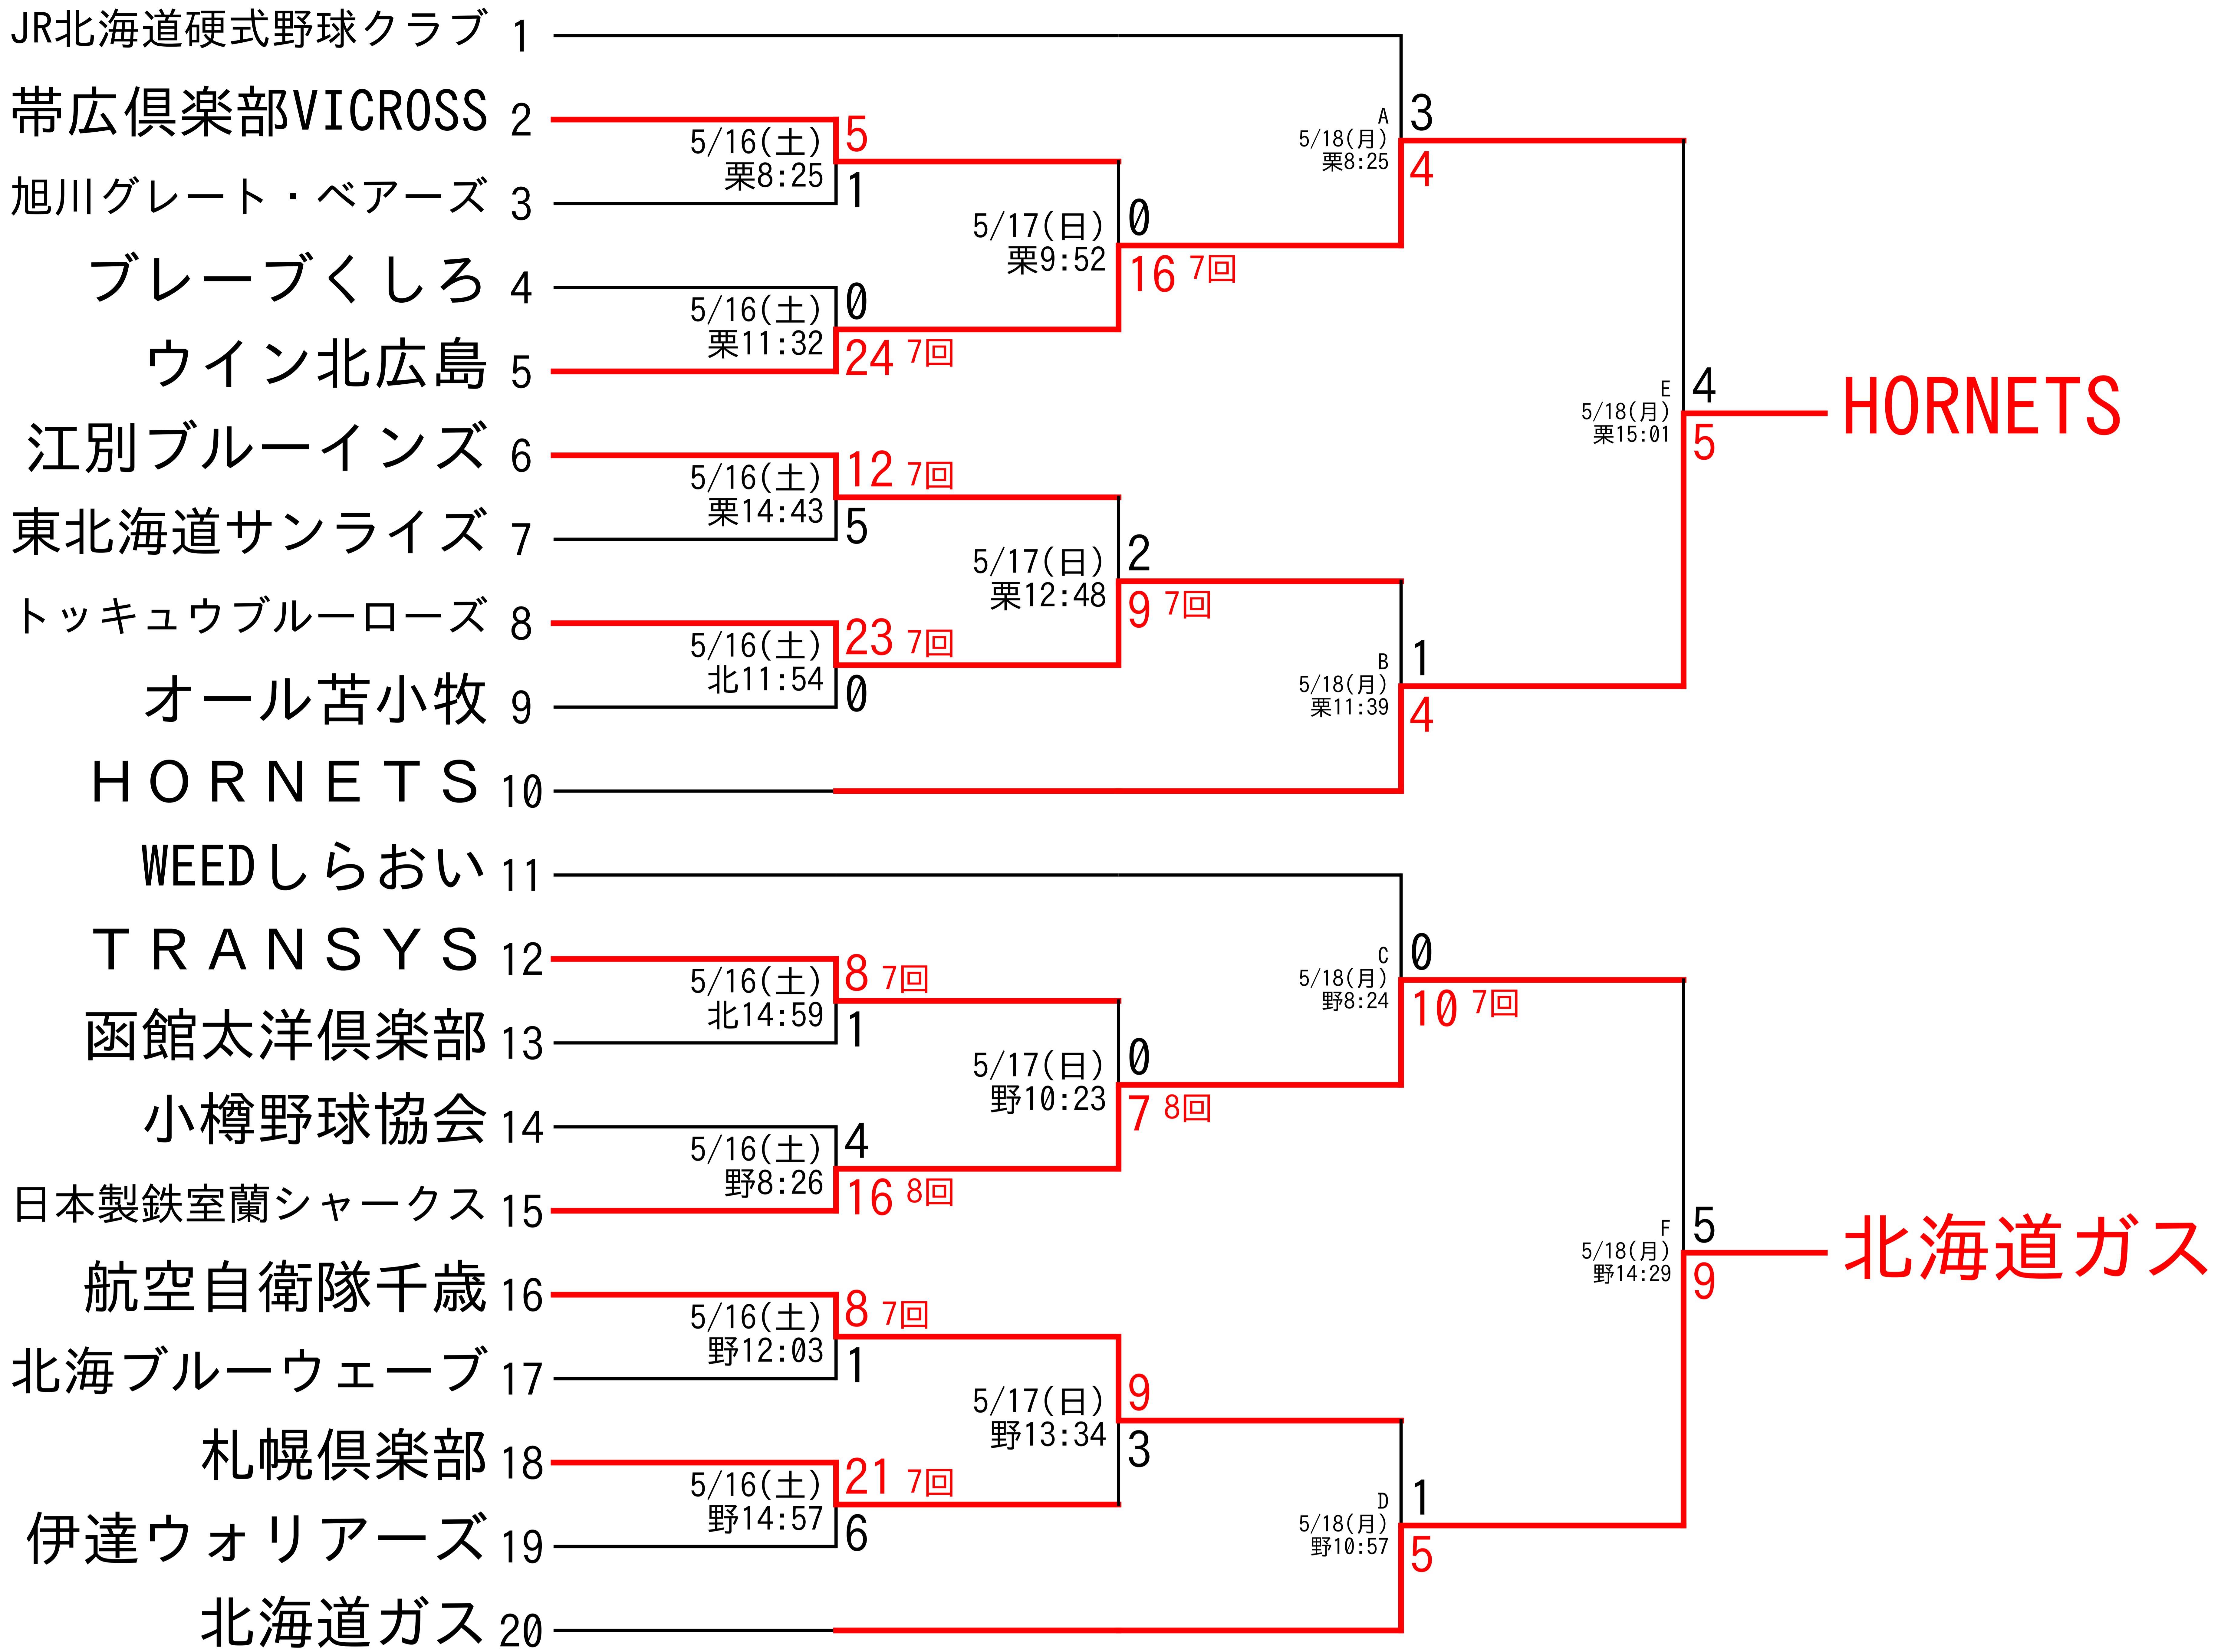 JR北海道硬式野球クラブ 1
帯広倶楽部VICROSS 2
5/16(土) 5
栗8:25 1
旭川グレート・ベアーズ 3
5/17(日) 0
栗9:52 16 7回
ブレーブくしろ 4
5/16(土) 0
栗11:32 24 7回
ウイン北広島 5
A 3
5/18(月)
栗8:25 4
江別ブルーインズ 6
5/16(土) 12 7回
栗14:43 5
東北海道サンライズ 7
5/17(日) 2
栗12:48 9 7回
トッキュウブルーローズ 8
5/16(土) 23 7回
北11:54 0
オール苫小牧 9
B 1
5/18(月)
栗11:39 4
HORNETS 10
E 4
5/18(月)
栗15:01 5
HORNETS
WEEDしらおい 11
TRANSYS 12
5/16(土) 8 7回
北14:59 1
函館太洋倶楽部 13
5/17(日) 0
野10:23 7 8回
小樽野球協会 14
5/16(土) 4
野8:26 16 8回
日本製鉄室蘭シャークス 15
C 0
5/18(月)
野8:24 10 7回
航空自衛隊千歳 16
5/16(土) 8 7回
野12:03 1
北海ブルーウェーブ 17
5/17(日) 9
野13:34 3
札幌倶楽部 18
5/16(土) 21 7回
野14:57 6
伊達ウォリアーズ 19
D 1
5/18(月)
野10:57 5
北海道ガス 20
F 5
5/18(月)
野14:29 9
北海道ガス